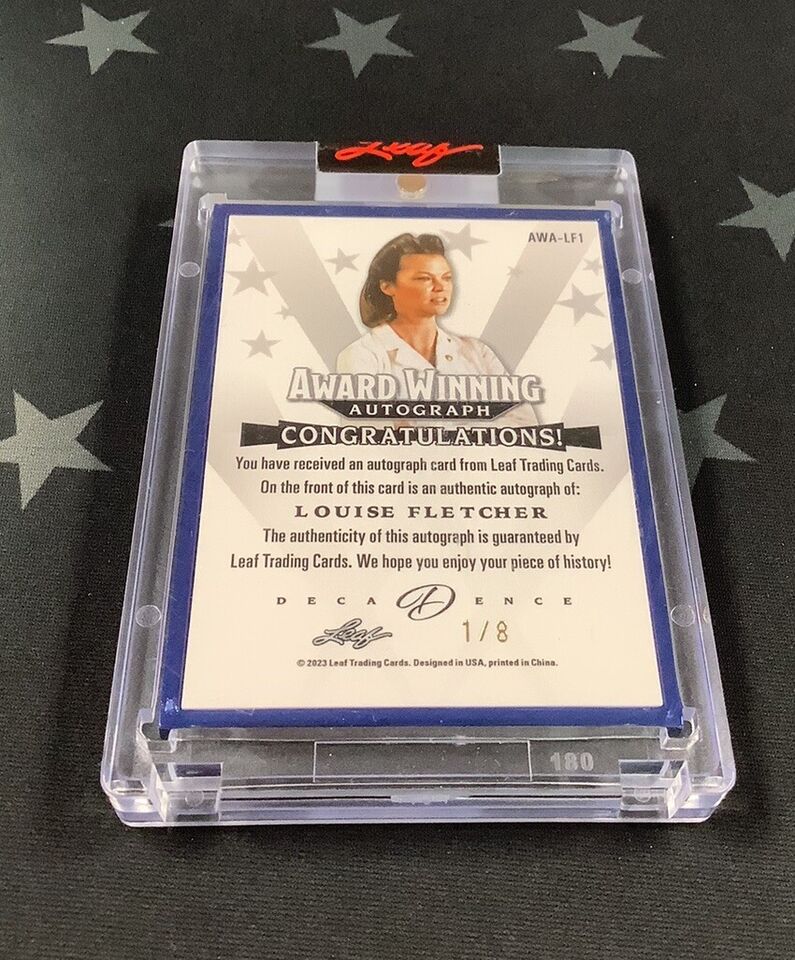 Leaf
AWA-LF1
AWARD WINNING
AUTOGRAPH
CONGRATULATIONS!
You have received an autograph card from Leaf Trading Cards.
On the front of this card is an authentic autograph of:
LOUISE FLETCHER
The authenticity of this autograph is guaranteed by
Leaf Trading Cards. We hope you enjoy your piece of history!
DECADENCE
Leaf 1/8
© 2023 Leaf Trading Cards. Designed in USA, printed in China.
180